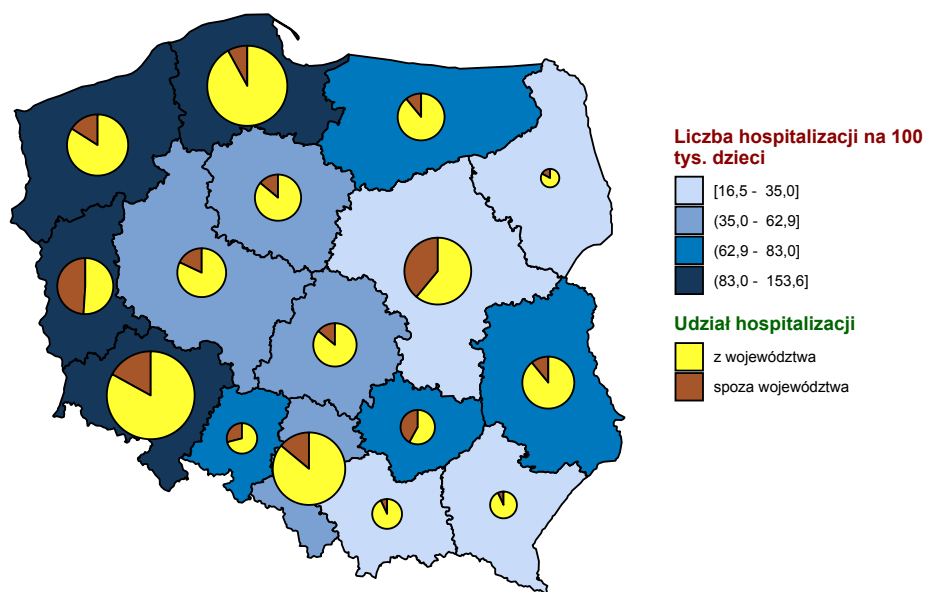 Liczba hospitalizacji na 100
tys. dzieci
[16,5 - 35,0]
(35,0 - 62,9]
(62,9 - 83,0]
(83,0 - 153,6]
Udział hospitalizacji
z województwa
spoza województwa